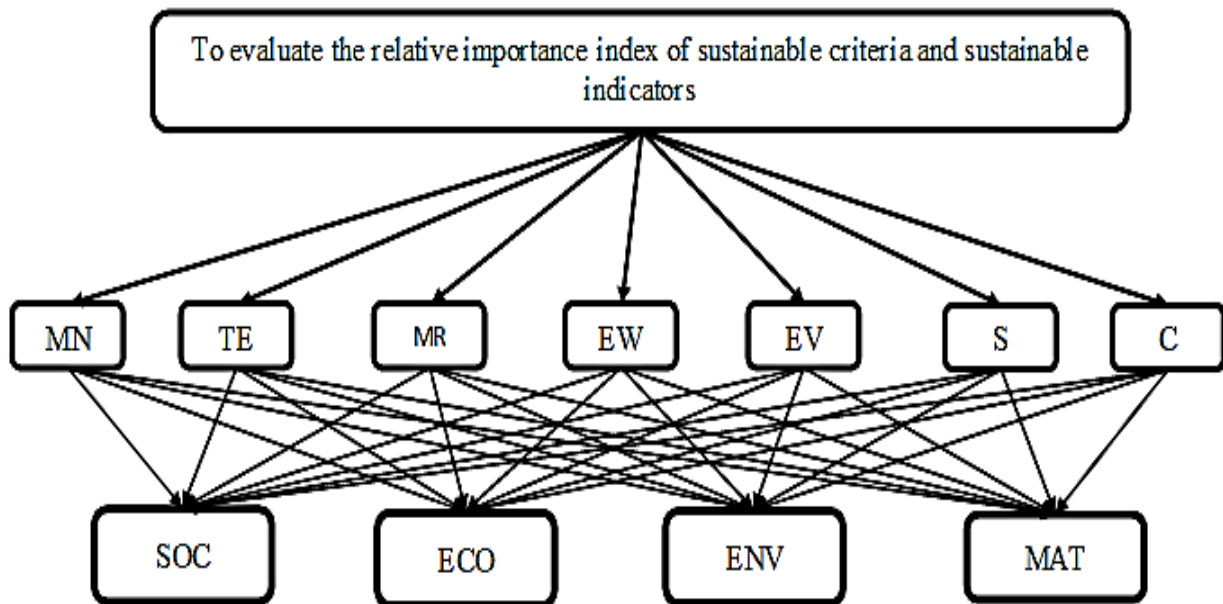 To evaluate the relative importance index of sustainable criteria and sustainable
indicators
MN TE MR EW EV S C
SOC ECO ENV MAT